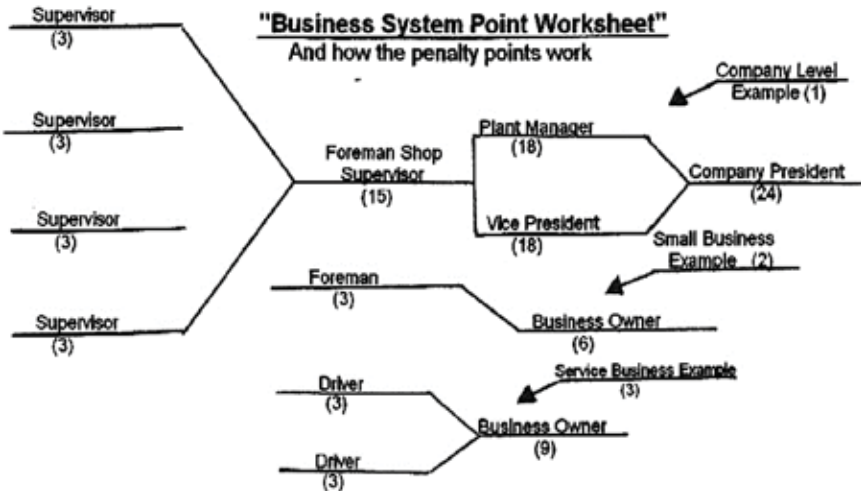 "Business System Point Worksheet"
And how the penalty points work
Supervisor
(3)
Supervisor
(3)
Supervisor
(3)
Supervisor
(3)
Foreman Shop
Supervisor
(15)
Plant Manager
(18)
Vice President
(18)
Company Level
Example (1)
Company President
(24)
Small Business
Example (2)
Foreman
(3)
Business Owner
(6)
Service Business Example
(3)
Driver
(3)
Driver
(3)
Business Owner
(9)